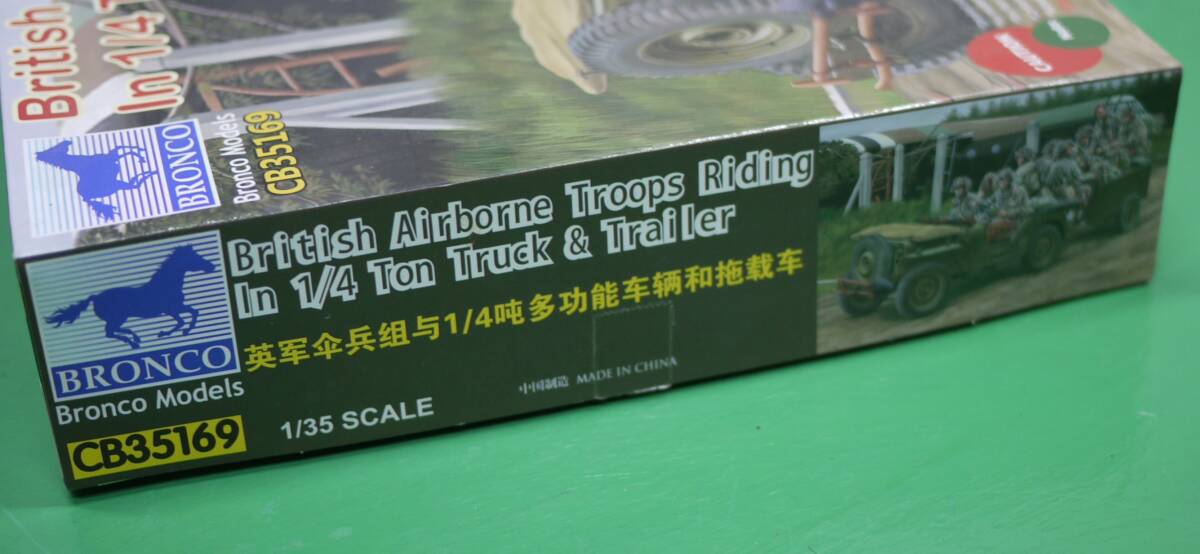 British
In 1/4 T
BRONCO
Bronco Models
CB35169
CAUTION
British Airborne Troops Riding
In 1/4 Ton Truck & Trailer
英军伞兵组与1/4吨多功能车辆和拖载车
BRONCO
Bronco Models
CB35169
1/35 SCALE
中国制造 MADE IN CHINA